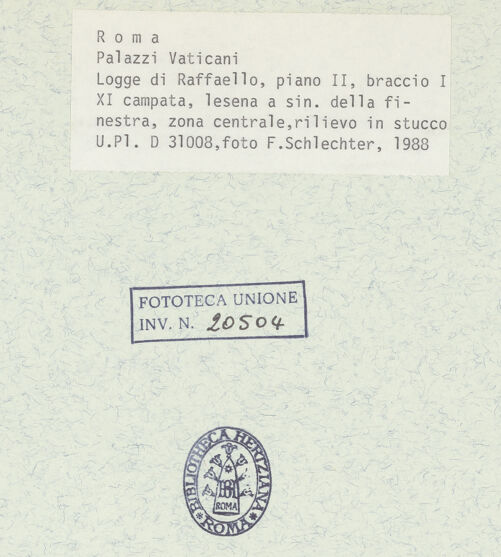 R o m a
Palazzi Vaticani
Logge di Raffaello, piano II, braccio I
XI campata, lesena a sin. della fi-
nestra, zona centrale,rilievo in stucco
U.Pl. D 31008,foto F.Schlechter, 1988
FOTOTECA UNIONE
INV. N. 20504
*BIBLIOTHECA HERTZIANA*
BH
ROMA
ROMA